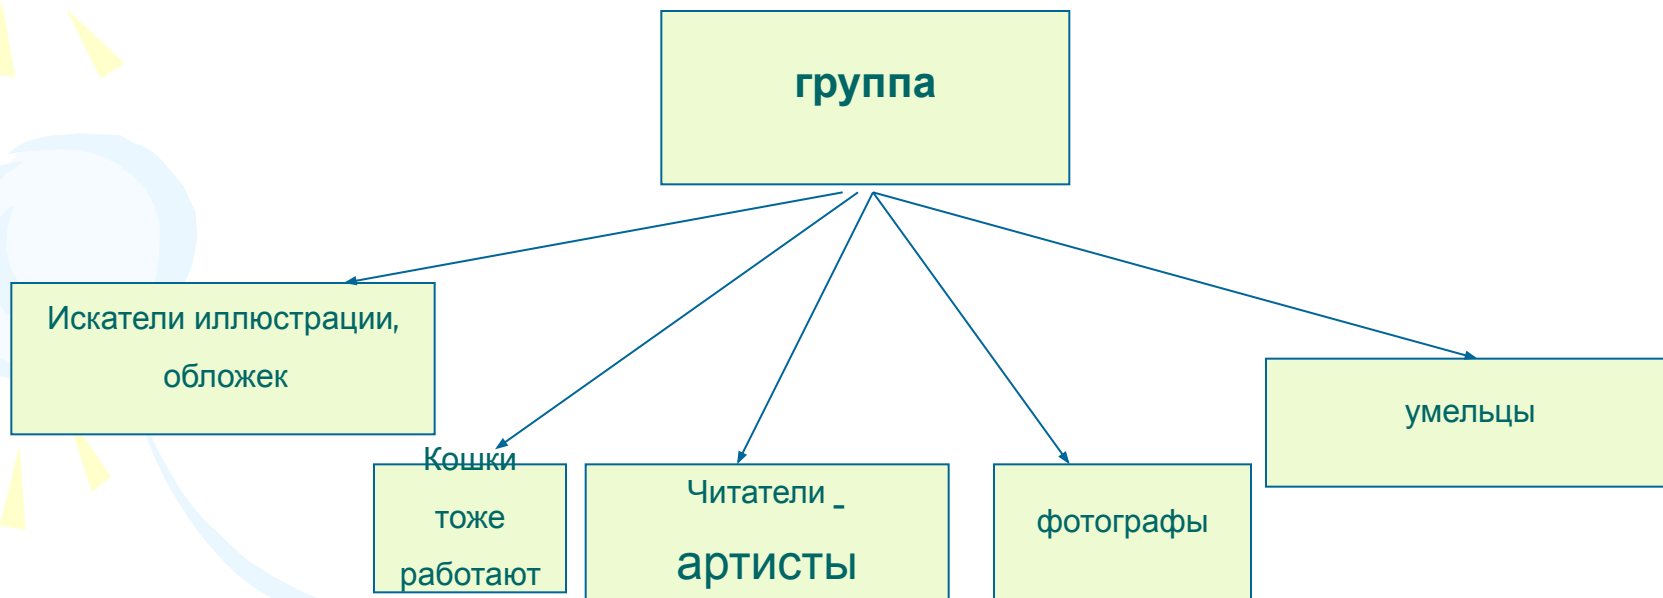 группа
Искатели иллюстрации,
обложек
Кошки
тоже
работают
Читатели -
артисты
фотографы
умельцы